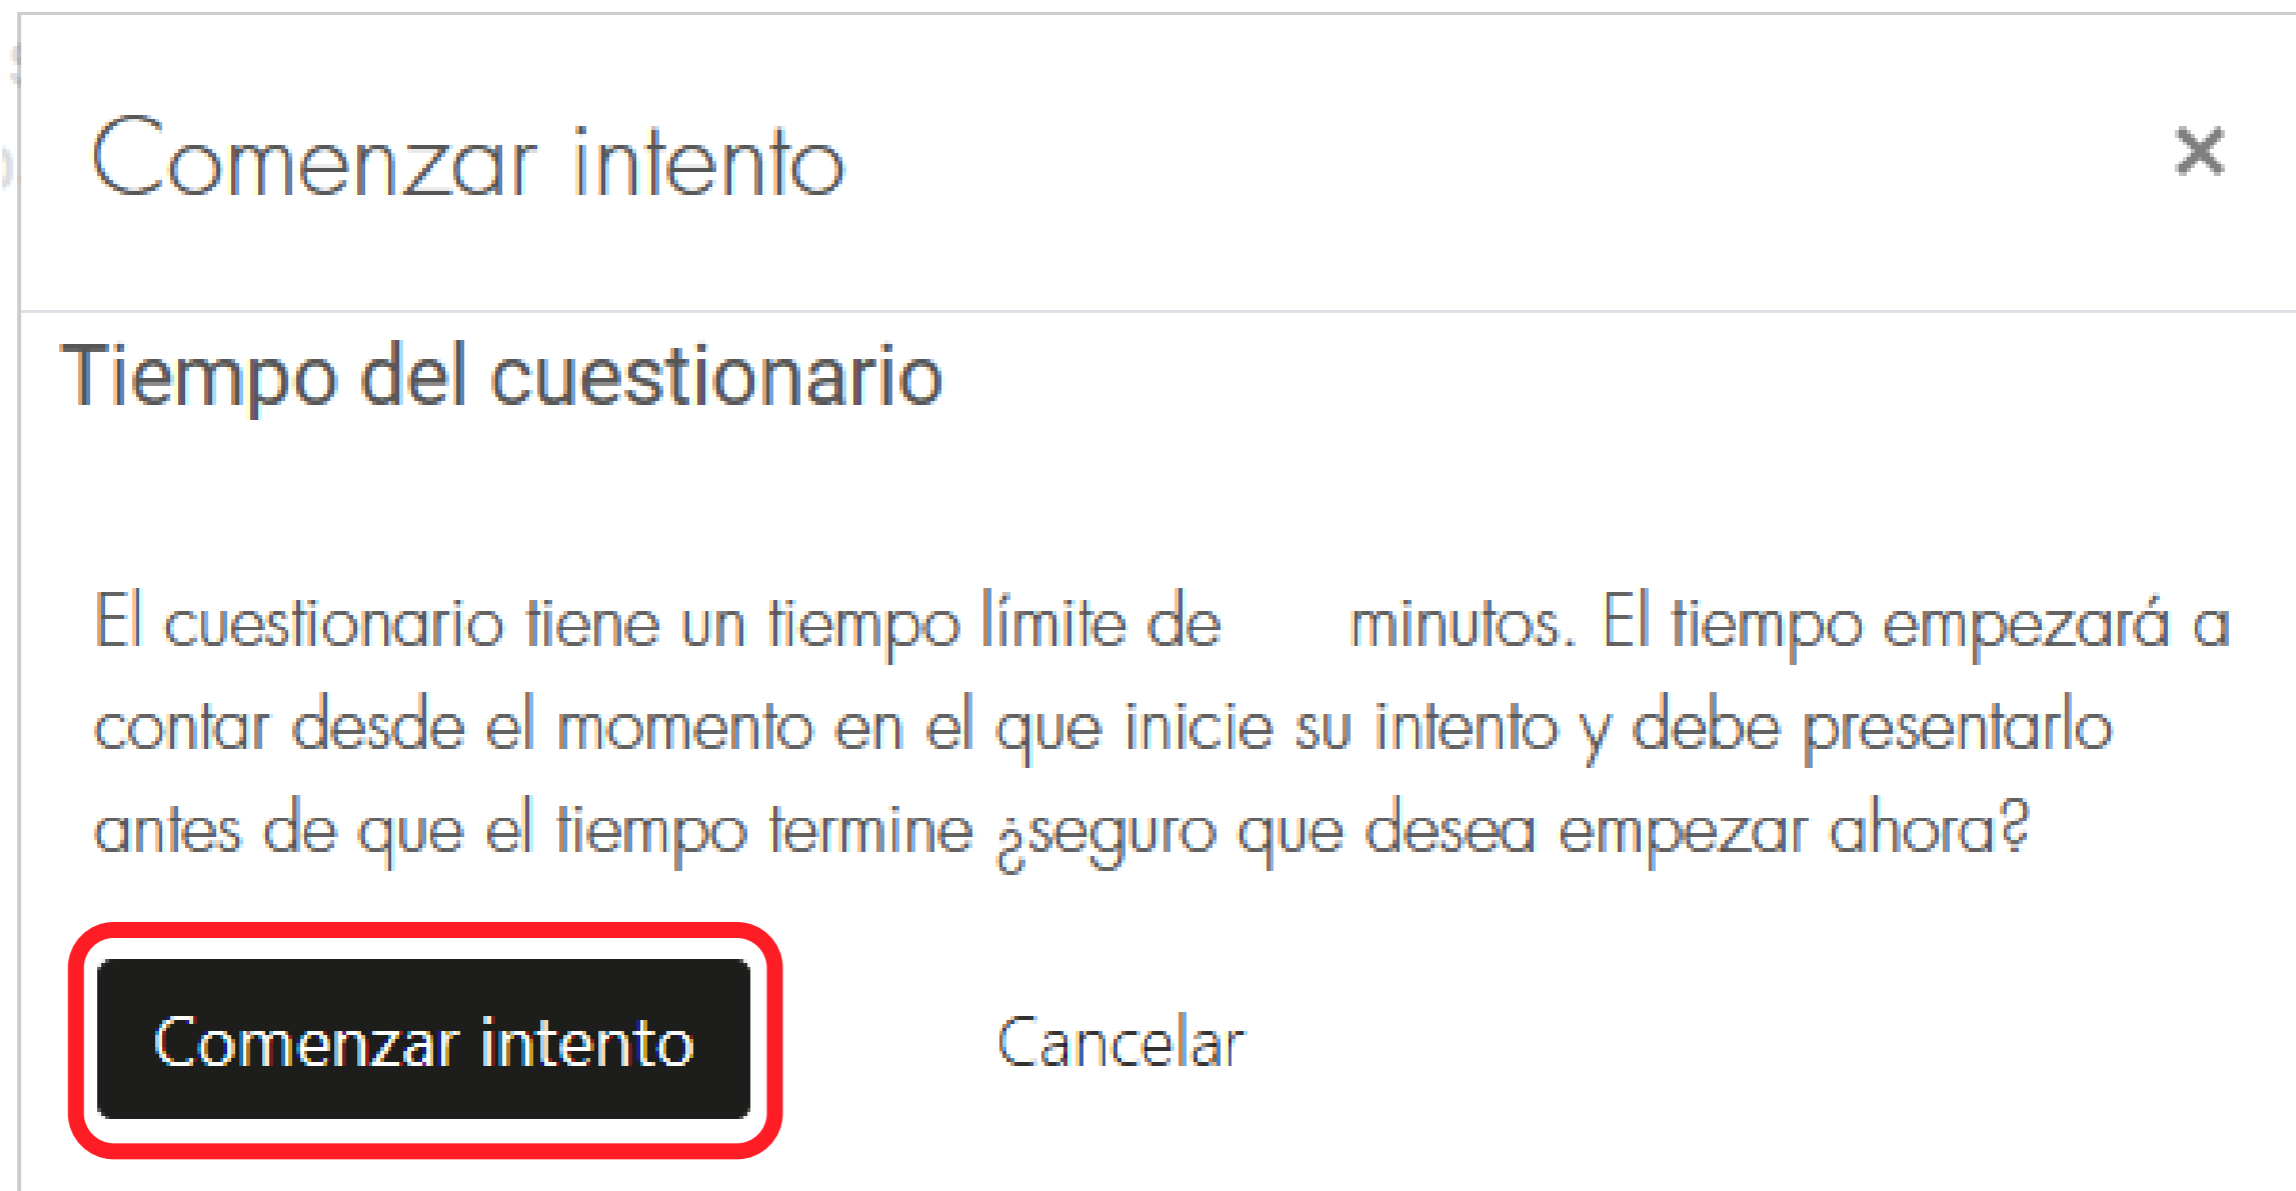 Comenzar intento ×
Tiempo del cuestionario
El cuestionario tiene un tiempo límite de minutos. El tiempo empezará a
contar desde el momento en el que inicie su intento y debe presentarlo
antes de que el tiempo termine ¿seguro que desea empezar ahora?
Comenzar intento Cancelar